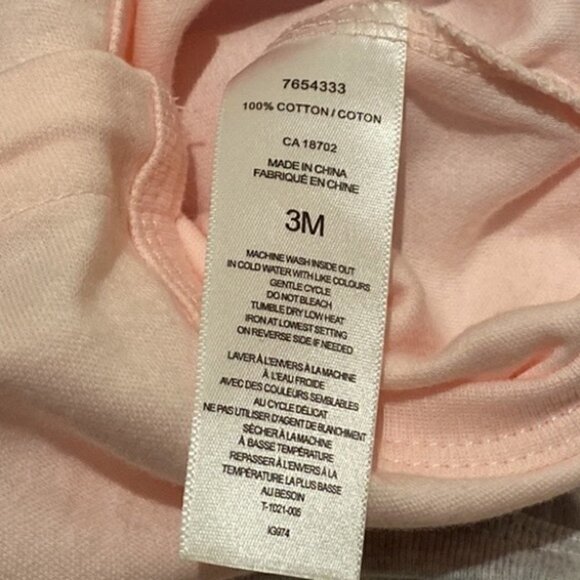 7654333
100% COTTON / COTON
CA 18702
MADE IN CHINA
FABRIQUÉ EN CHINE
3M
MACHINE WASH INSIDE OUT
IN COLD WATER WITH LIKE COLOURS
GENTLE CYCLE
DO NOT BLEACH
TUMBLE DRY LOW HEAT
IRON AT LOWEST SETTING
ON REVERSE SIDE IF NEEDED
LAVER À L'ENVERS À LA MACHINE
À L'EAU FROIDE
AVEC DES COULEURS SEMBLABLES
AU CYCLE DÉLICAT
NE PAS UTILISER D'AGENT DE BLANCHIMENT
SÉCHER À LA MACHINE
À BASSE TEMPÉRATURE
REPASSER À L'ENVERS À LA
TEMPÉRATURE LA PLUS BASSE
AU BESOIN
T-1D21-005
IG974